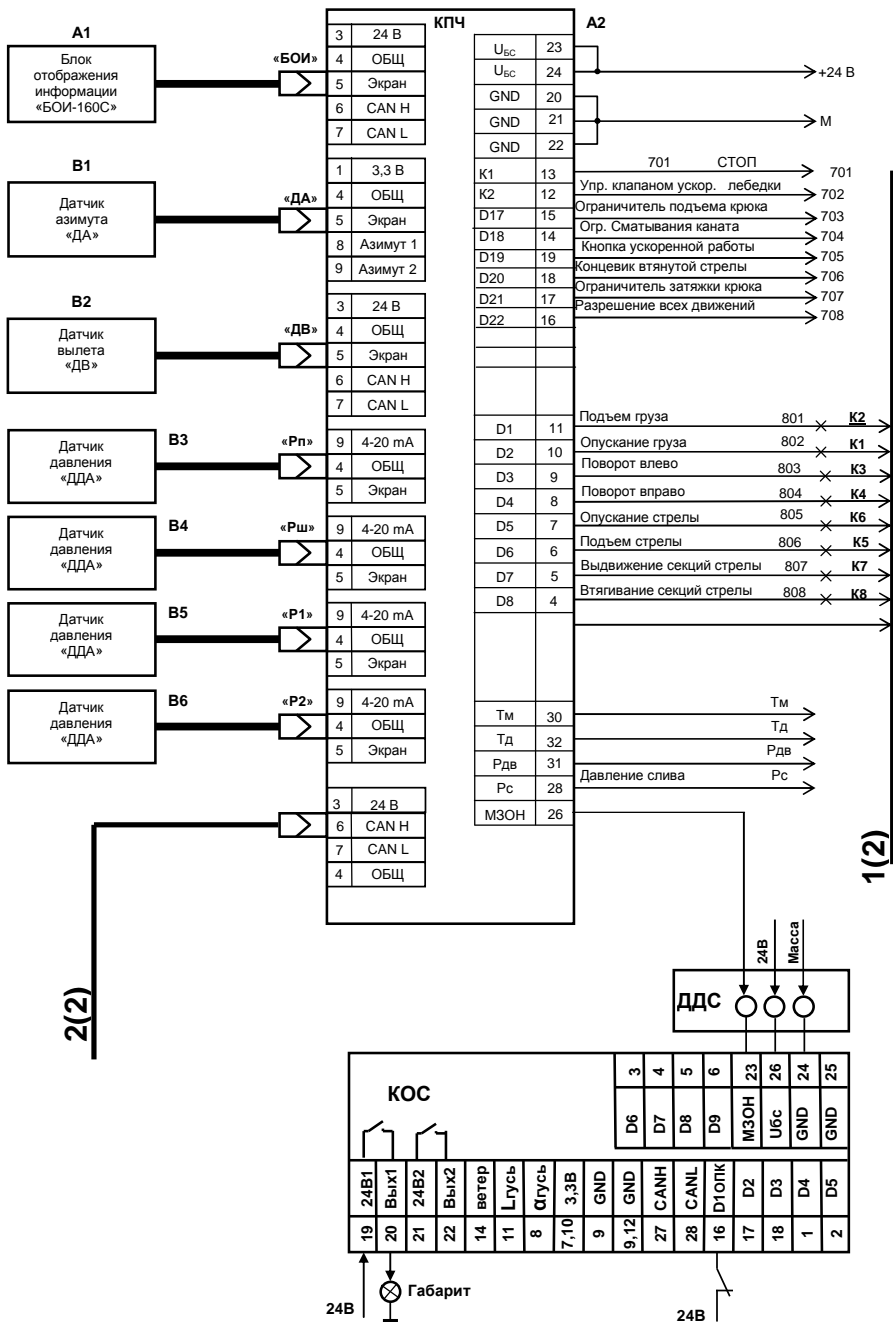 А1
Блок
отображения
информации
«БОИ-160С»
«БОИ»
КПЧ
А2
3 24 В
4 ОБЩ
5 Экран
6 CAN H
7 CAN L
В1
Датчик
азимута
«ДА»
«ДА»
1 3,3 В
4 ОБЩ
5 Экран
8 Азимут 1
9 Азимут 2
В2
Датчик
вылета
«ДВ»
«ДВ»
3 24 В
4 ОБЩ
5 Экран
6 CAN H
7 CAN L
В3
Датчик
давления
«ДДА»
«Рп»
9 4-20 mA
4 ОБЩ
5 Экран
В4
Датчик
давления
«ДДА»
«Рш»
9 4-20 mA
4 ОБЩ
5 Экран
В5
Датчик
давления
«ДДА»
«Р1»
9 4-20 mA
4 ОБЩ
5 Экран
В6
Датчик
давления
«ДДА»
«Р2»
9 4-20 mA
4 ОБЩ
5 Экран
3 24 В
6 CAN H
7 CAN L
4 ОБЩ
2(2)
UБС 23
UБС 24 +24 В
GND 20
GND 21 М
GND 22
К1 13 701 СТОП 701
К2 12 Упр. клапаном ускор. лебедки 702
D17 15 Ограничитель подъема крюка 703
D18 14 Огр. Сматывания каната 704
D19 19 Кнопка ускоренной работы 705
D20 18 Концевик втянутой стрелы 706
D21 17 Ограничитель затяжки крюка 707
D22 16 Разрешение всех движений 708
D1 11 Подъем груза 801 К2
D2 10 Опускание груза 802 К1
D3 9 Поворот влево 803 К3
D4 8 Поворот вправо 804 К4
D5 7 Опускание стрелы 805 К6
D6 6 Подъем стрелы 806 К5
D7 5 Выдвижение секций стрелы 807 К7
D8 4 Втягивание секций стрелы 808 К8
Тм 30 Тм
Тд 32 Тд
Рдв 31 Рдв
Рс 28 Давление слива Рс
МЗОН 26
1(2)
24В
Масса
ДДС
КОС
3 4 5 6 23 26 24 25
D6 D7 D8 D9 МЗОН Uбс GND GND
24В1 Вых1 24В2 Вых2 ветер Lгусь αгусь 3,3В GND GND CANH CANL D1ОПК D2 D3 D4 D5
19 20 21 22 14 11 8 7,10 9 9,12 27 28 16 17 18 1 2
24В
Габарит
24В